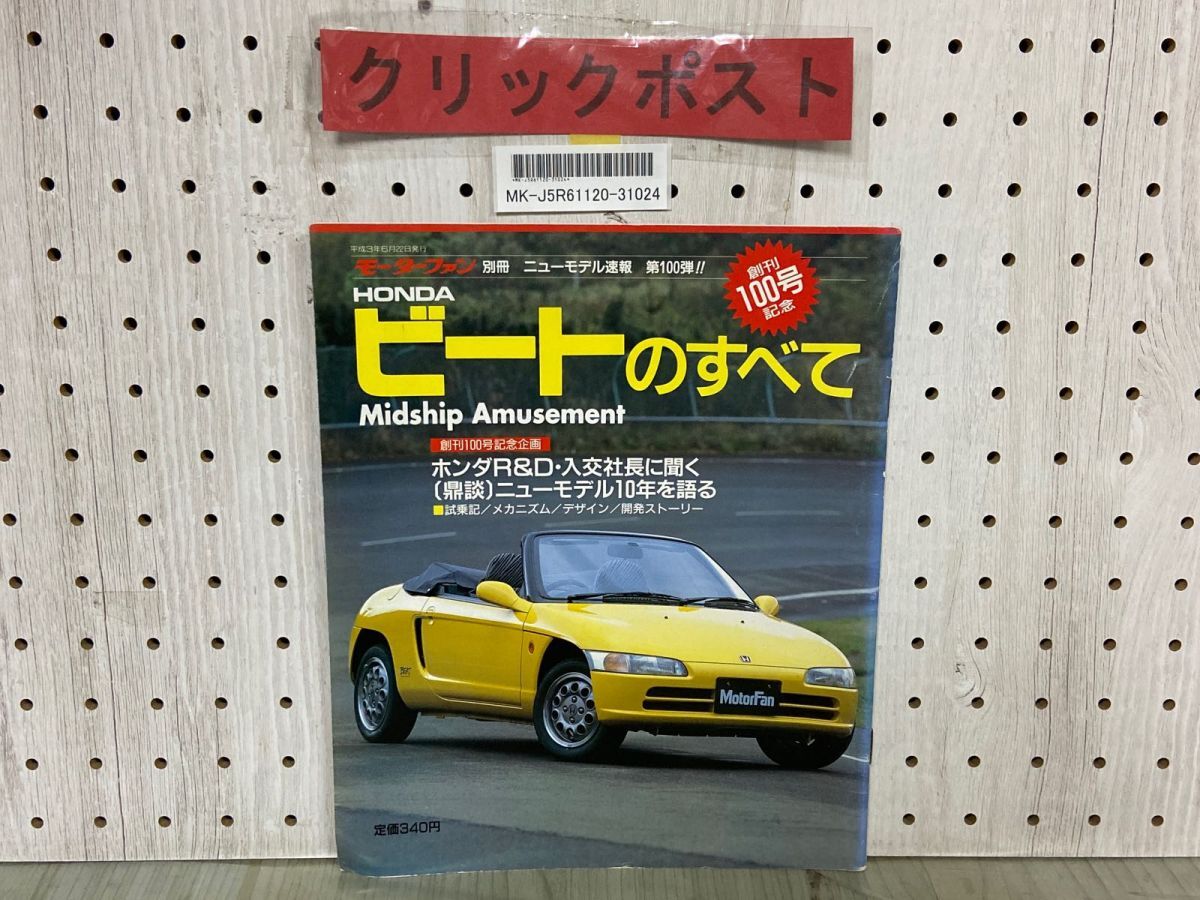 クリックポスト
*MK-J5R61120-31024*
MK-J5R61120-31024
平成3年6月22日発行
モーターファン 別冊 ニューモデル速報 第100弾!!
創刊
100号
記念
HONDA
ビートのすべて
Midship Amusement
創刊100号記念企画
ホンダR&D・入交社長に聞く
〔鼎談〕ニューモデル10年を語る
試乗記/メカニズム/デザイン/開発ストーリー
MotorFan
定価340円